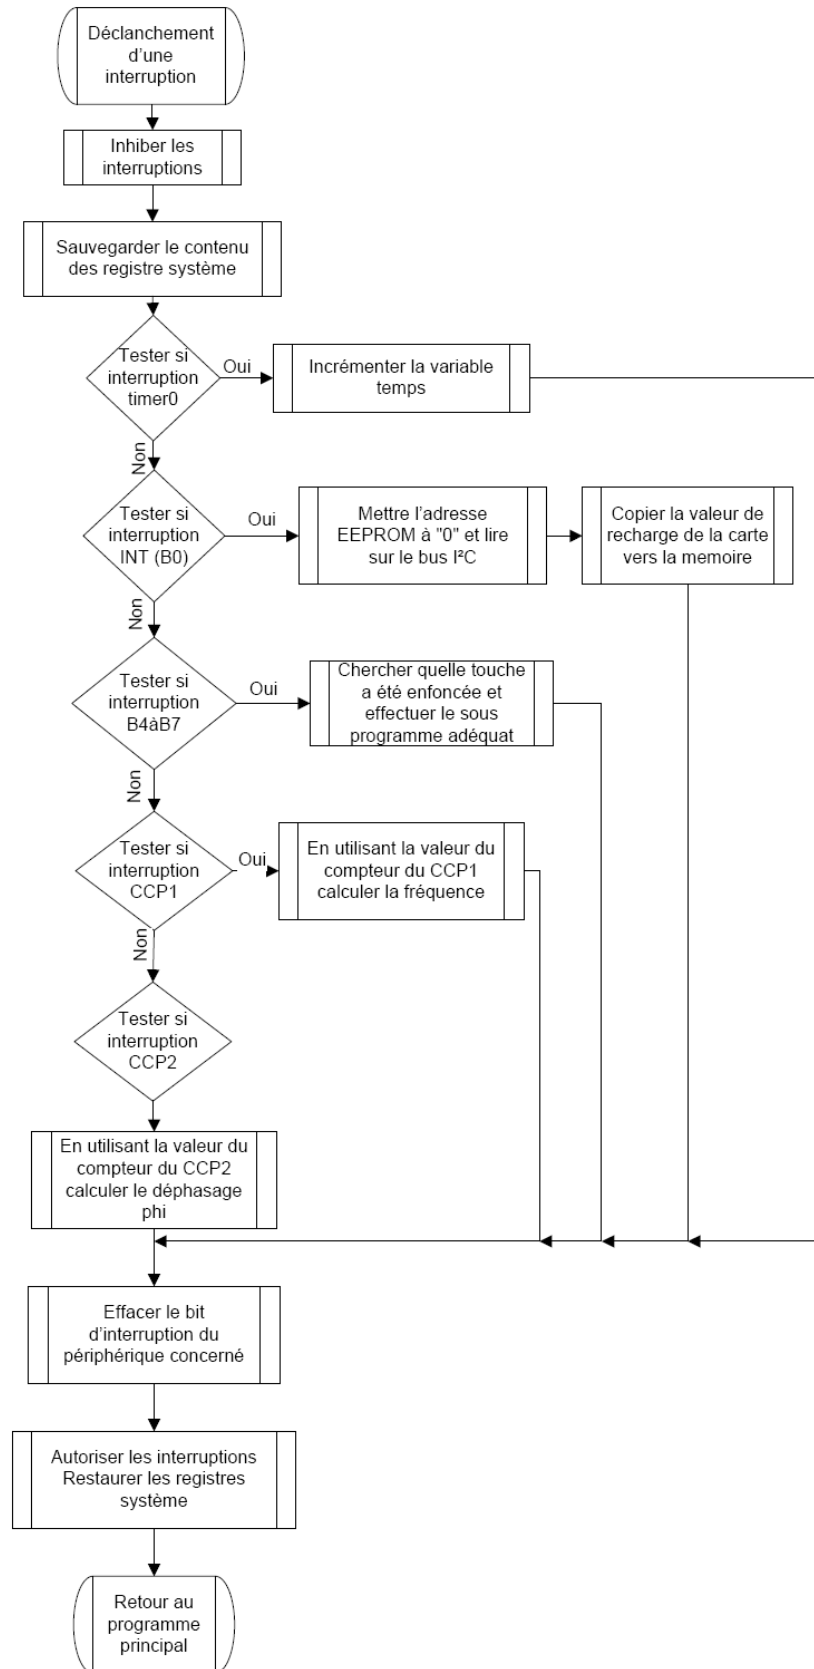 Déclanchement
d'une
interruption
Inhiber les
interruptions
Sauvegarder le contenu
des registre système
Tester si
interruption
timer0
Oui
Incrémenter la variable
temps
Non
Tester si
interruption
INT (B0)
Oui
Mettre l'adresse
EEPROM à "0" et lire
sur le bus I²C
Copier la valeur de
recharge de la carte
vers la memoire
Non
Tester si
interruption
B4àB7
Oui
Chercher quelle touche
a été enfoncée et
effectuer le sous
programme adéquat
Non
Tester si
interruption
CCP1
Oui
En utilisant la valeur du
compteur du CCP1
calculer la fréquence
Non
Tester si
interruption
CCP2
En utilisant la valeur du
compteur du CCP2
calculer le déphasage
phi
Effacer le bit
d'interruption du
périphérique concerné
Autoriser les interruptions
Restaurer les registres
système
Retour au
programme
principal